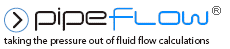 pipeFLOW®
taking the pressure out of fluid flow calculations